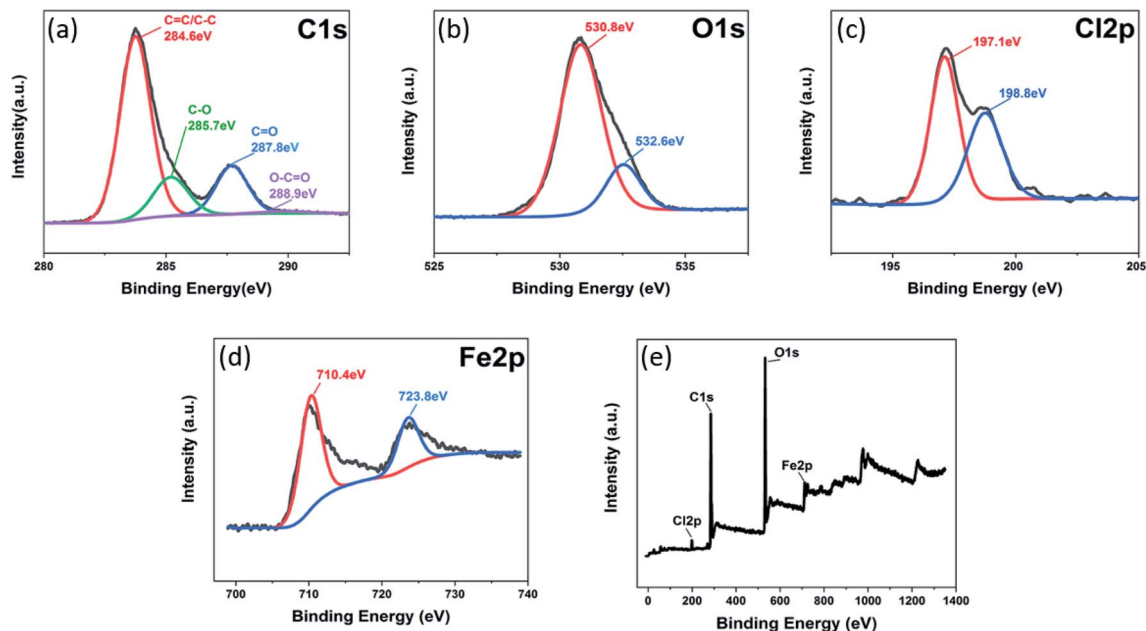 (a)
C1s
C=C/C-C
284.6eV
C-O
285.7eV
C=O
287.8eV
O-C=O
288.9eV
Intensity(a.u.)
280 285 290
Binding Energy(eV)
(b)
O1s
530.8eV
532.6eV
Intensity (a.u.)
525 530 535
Binding Energy (eV)
(c)
Cl2p
197.1eV
198.8eV
Intensity (a.u.)
195 200 205
Binding Energy (eV)
(d)
Fe2p
710.4eV
723.8eV
Intensity (a.u.)
700 710 720 730 740
Binding Energy (eV)
(e)
O1s
C1s
Fe2p
Cl2p
Intensity (a.u.)
0 200 400 600 800 1000 1200 1400
Binding Energy (eV)